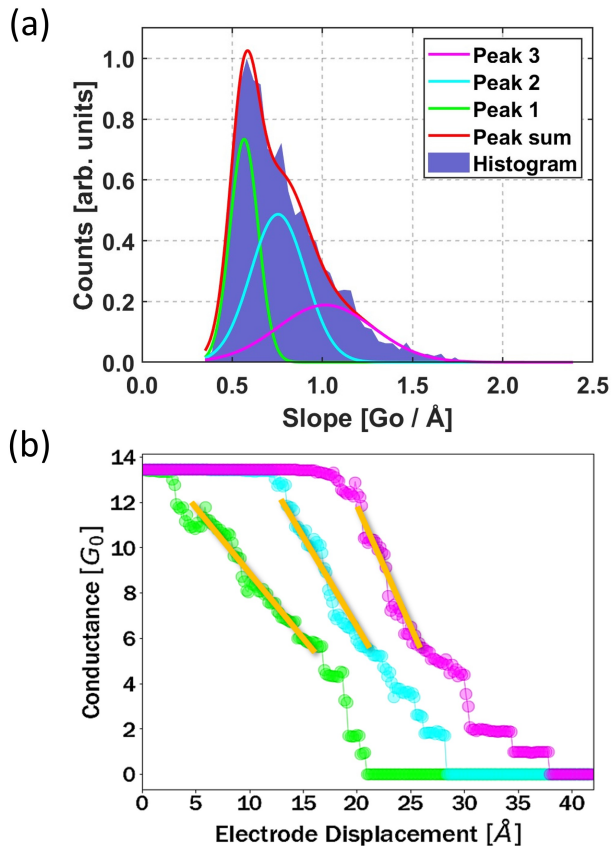 (a)
Counts [arb. units]
1.0
0.8
0.6
0.4
0.2
0.0
Peak 3
Peak 2
Peak 1
Peak sum
Histogram
0.0 0.5 1.0 1.5 2.0 2.5
Slope [Go / Å]
(b)
Conductance [G0]
14
12
10
8
6
4
2
0
0 5 10 15 20 25 30 35 40
Electrode Displacement [Å]